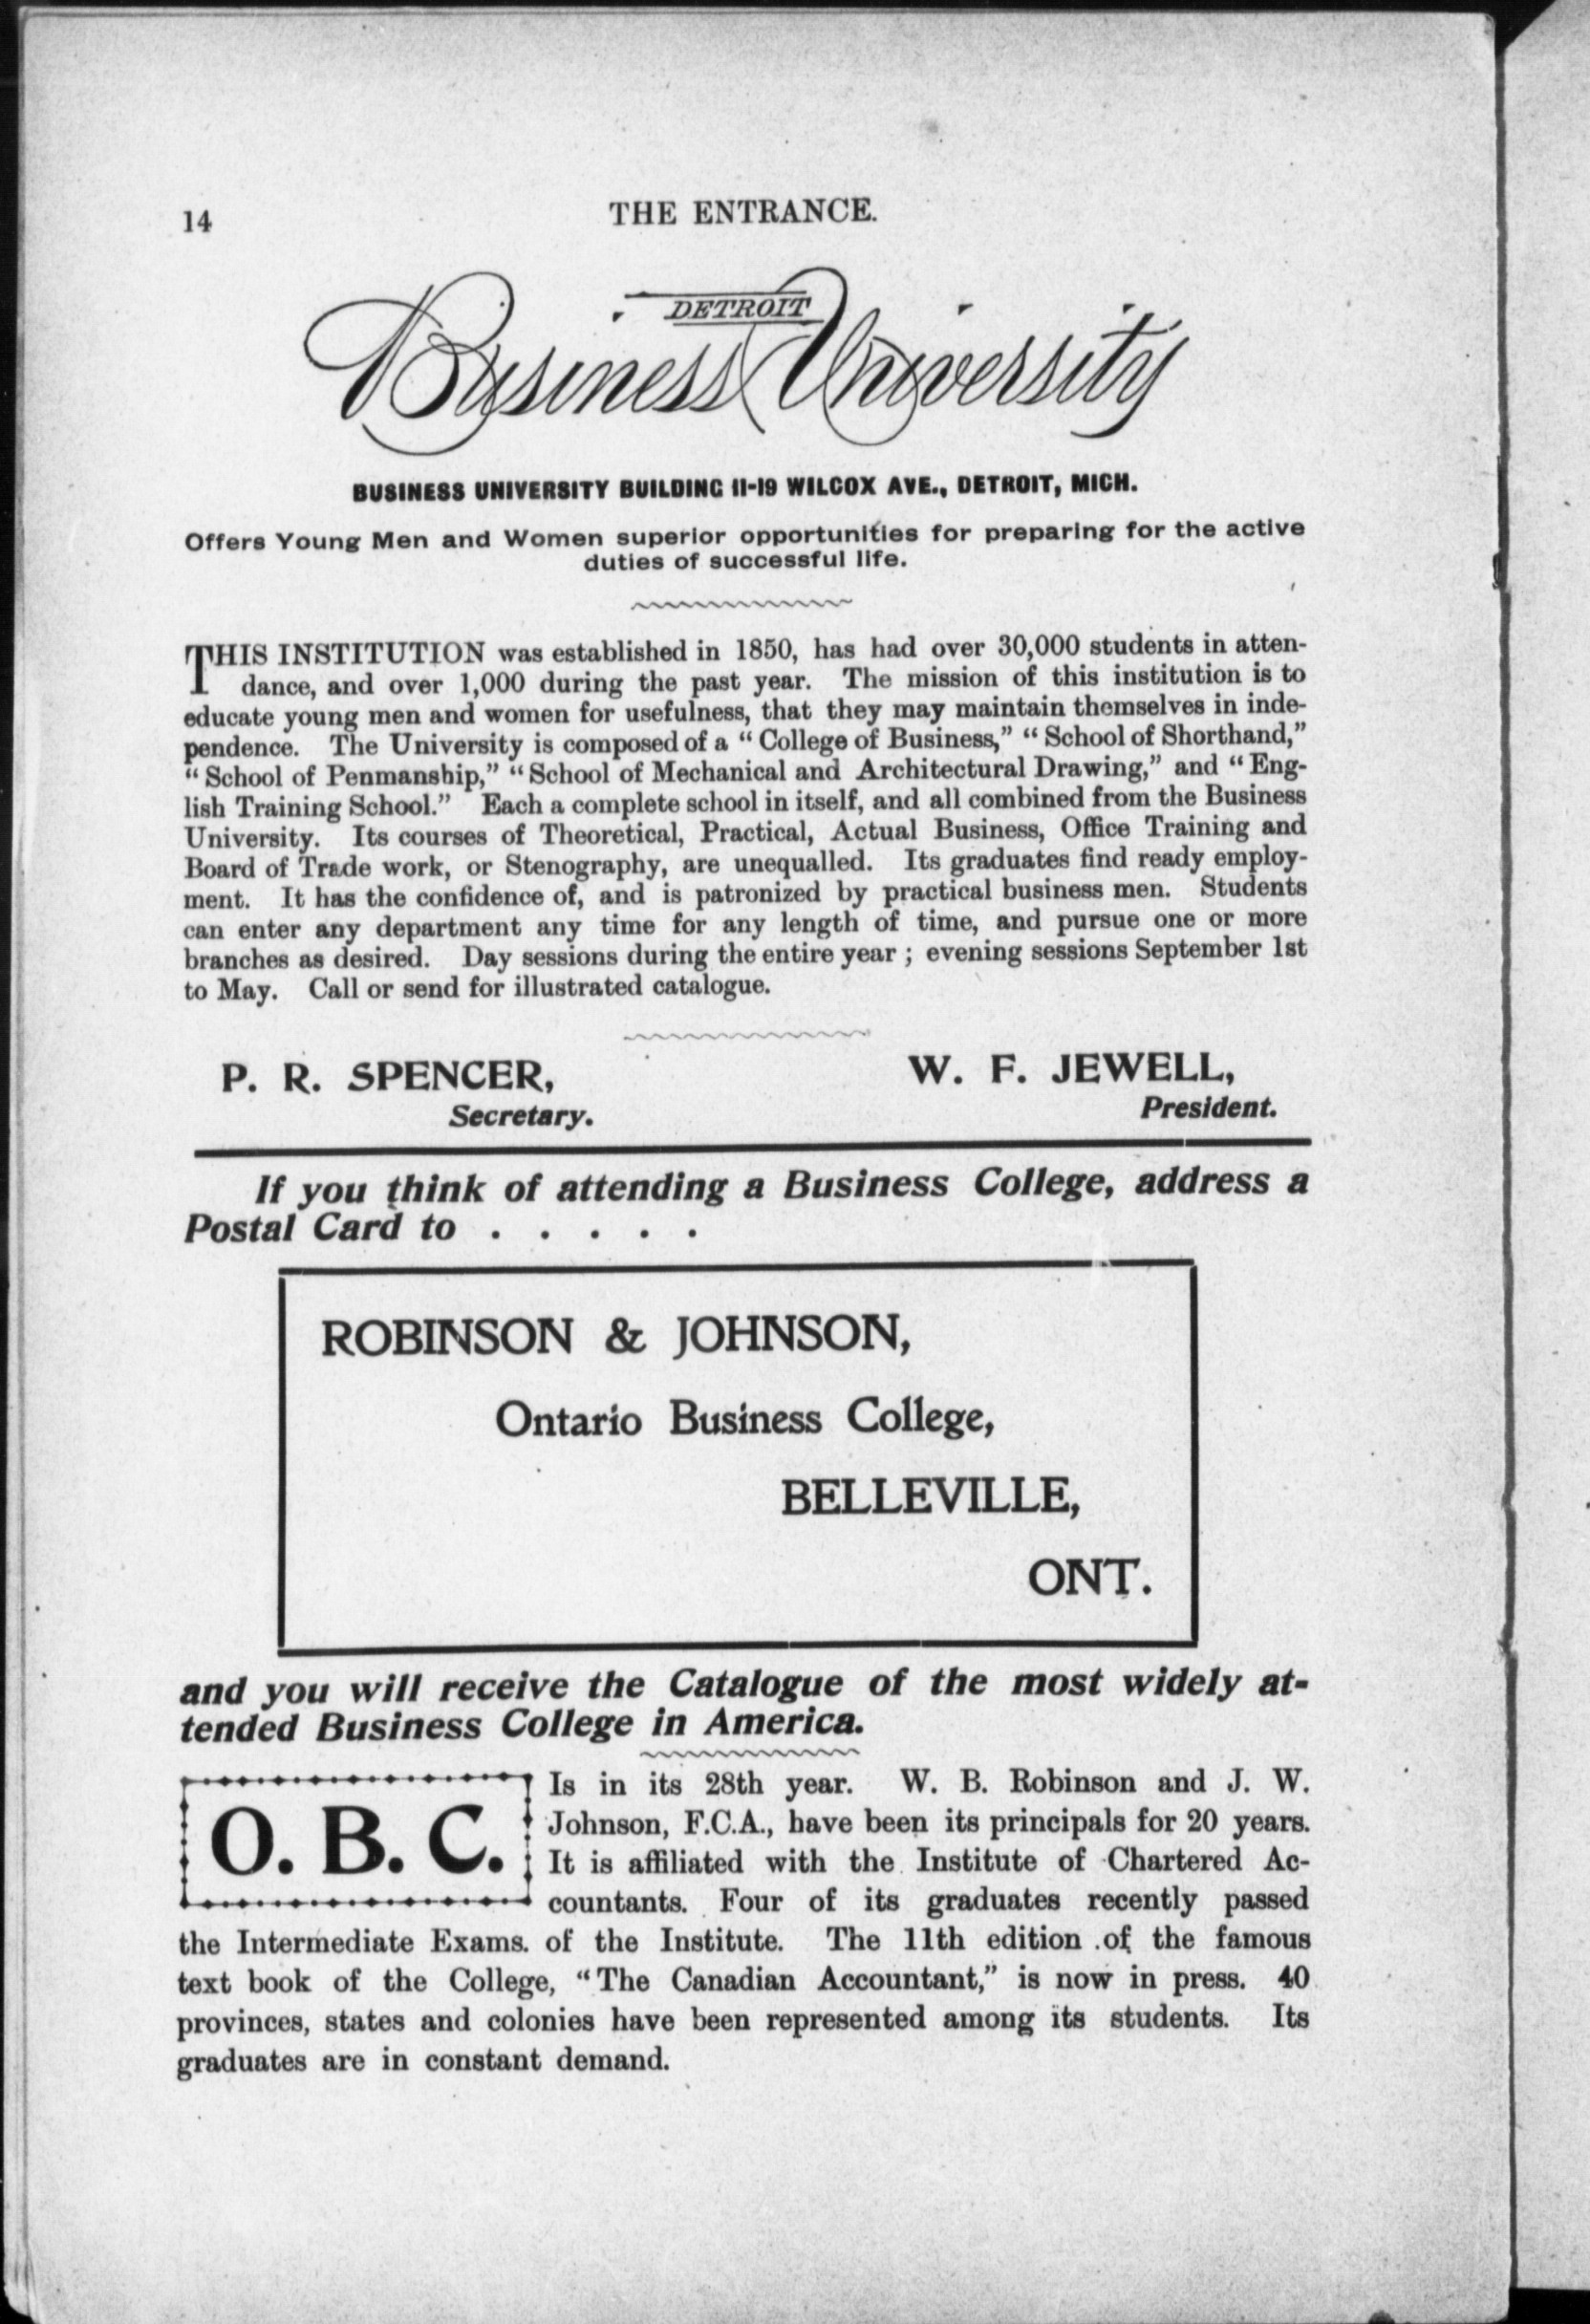 14
THE ENTRANCE.
DETROIT
Business University
BUSINESS UNIVERSITY BUILDING 11-19 WILCOX AVE., DETROIT, MICH.
Offers Young Men and Women superior opportunities for preparing for the active
duties of successful life.
THIS INSTITUTION was established in 1850, has had over 30,000 students in atten-
dance, and over 1,000 during the past year. The mission of this institution is to
educate young men and women for usefulness, that they may maintain themselves in inde-
pendence. The University is composed of a “ College of Business,” “ School of Shorthand,”
“ School of Penmanship,” “ School of Mechanical and Architectural Drawing,” and “ Eng-
lish Training School.” Each a complete school in itself, and all combined from the Business
University. Its courses of Theoretical, Practical, Actual Business, Office Training and
Board of Trade work, or Stenography, are unequalled. Its graduates find ready employ-
ment. It has the confidence of, and is patronized by practical business men. Students
can enter any department any time for any length of time, and pursue one or more
branches as desired. Day sessions during the entire year ; evening sessions September 1st
to May. Call or send for illustrated catalogue.
P. R. SPENCER,
Secretary.
W. F. JEWELL,
President.
If you think of attending a Business College, address a
Postal Card to . . . . .
ROBINSON & JOHNSON,
Ontario Business College,
BELLEVILLE,
ONT.
and you will receive the Catalogue of the most widely at-
tended Business College in America.
O. B. C.
Is in its 28th year. W. B. Robinson and J. W.
Johnson, F.C.A., have been its principals for 20 years.
It is affiliated with the Institute of Chartered Ac-
countants. Four of its graduates recently passed
the Intermediate Exams. of the Institute. The 11th edition of the famous
text book of the College, “ The Canadian Accountant,” is now in press. 40
provinces, states and colonies have been represented among its students. Its
graduates are in constant demand.